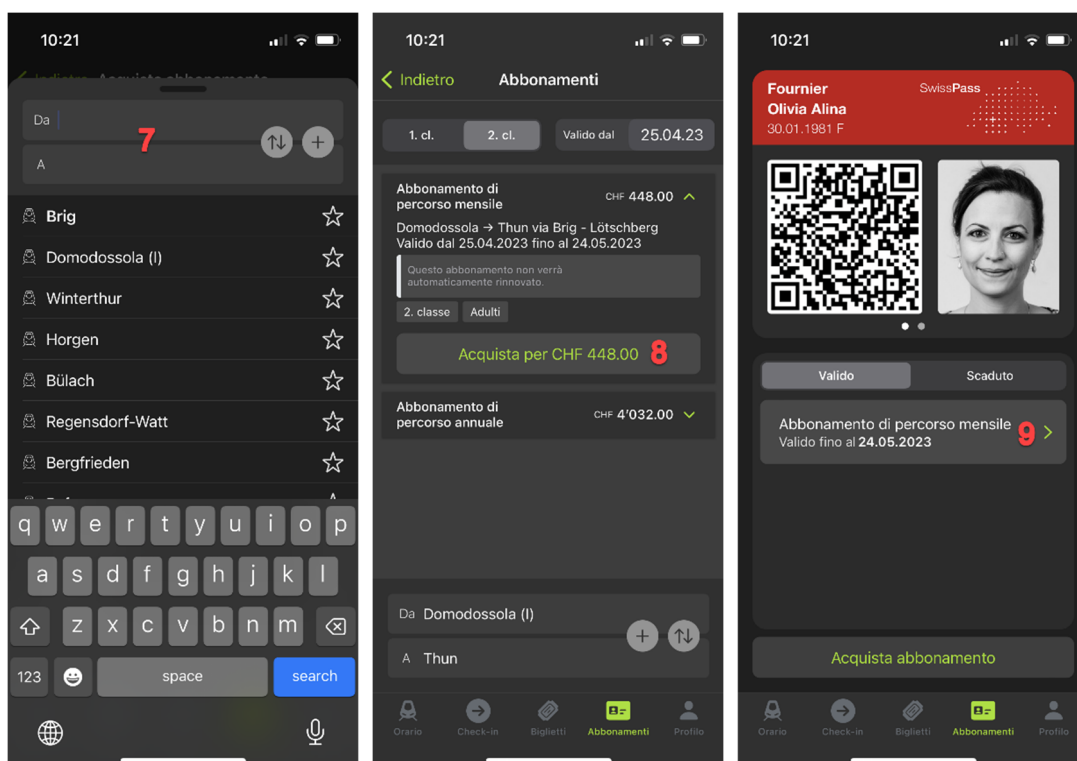 10:21
Indietro Acquista abbonamento
Da
7
A
Brig
Domodossola (I)
Winterthur
Horgen
Bülach
Regensdorf-Watt
Bergfrieden
q w e r t y u i o p
a s d f g h j k l
z x c v b n m
123 space search
10:21
Indietro Abbonamenti
1. cl. 2. cl. Valido dal 25.04.23
Abbonamento di
percorso mensile
CHF 448.00
Domodossola → Thun via Brig - Lötschberg
Valido dal 25.04.2023 fino al 24.05.2023
Questo abbonamento non verrà
automaticamente rinnovato.
2. classe Adulti
Acquista per CHF 448.00 8
Abbonamento di
percorso annuale
CHF 4'032.00
Da Domodossola (I)
A Thun
Orario Check-in Biglietti Abbonamenti Profilo
10:21
Fournier
Olivia Alina
30.01.1981 F
SwissPass
Valido Scaduto
Abbonamento di percorso mensile
Valido fino al 24.05.2023
9
Acquista abbonamento
Orario Check-in Biglietti Abbonamenti Profilo